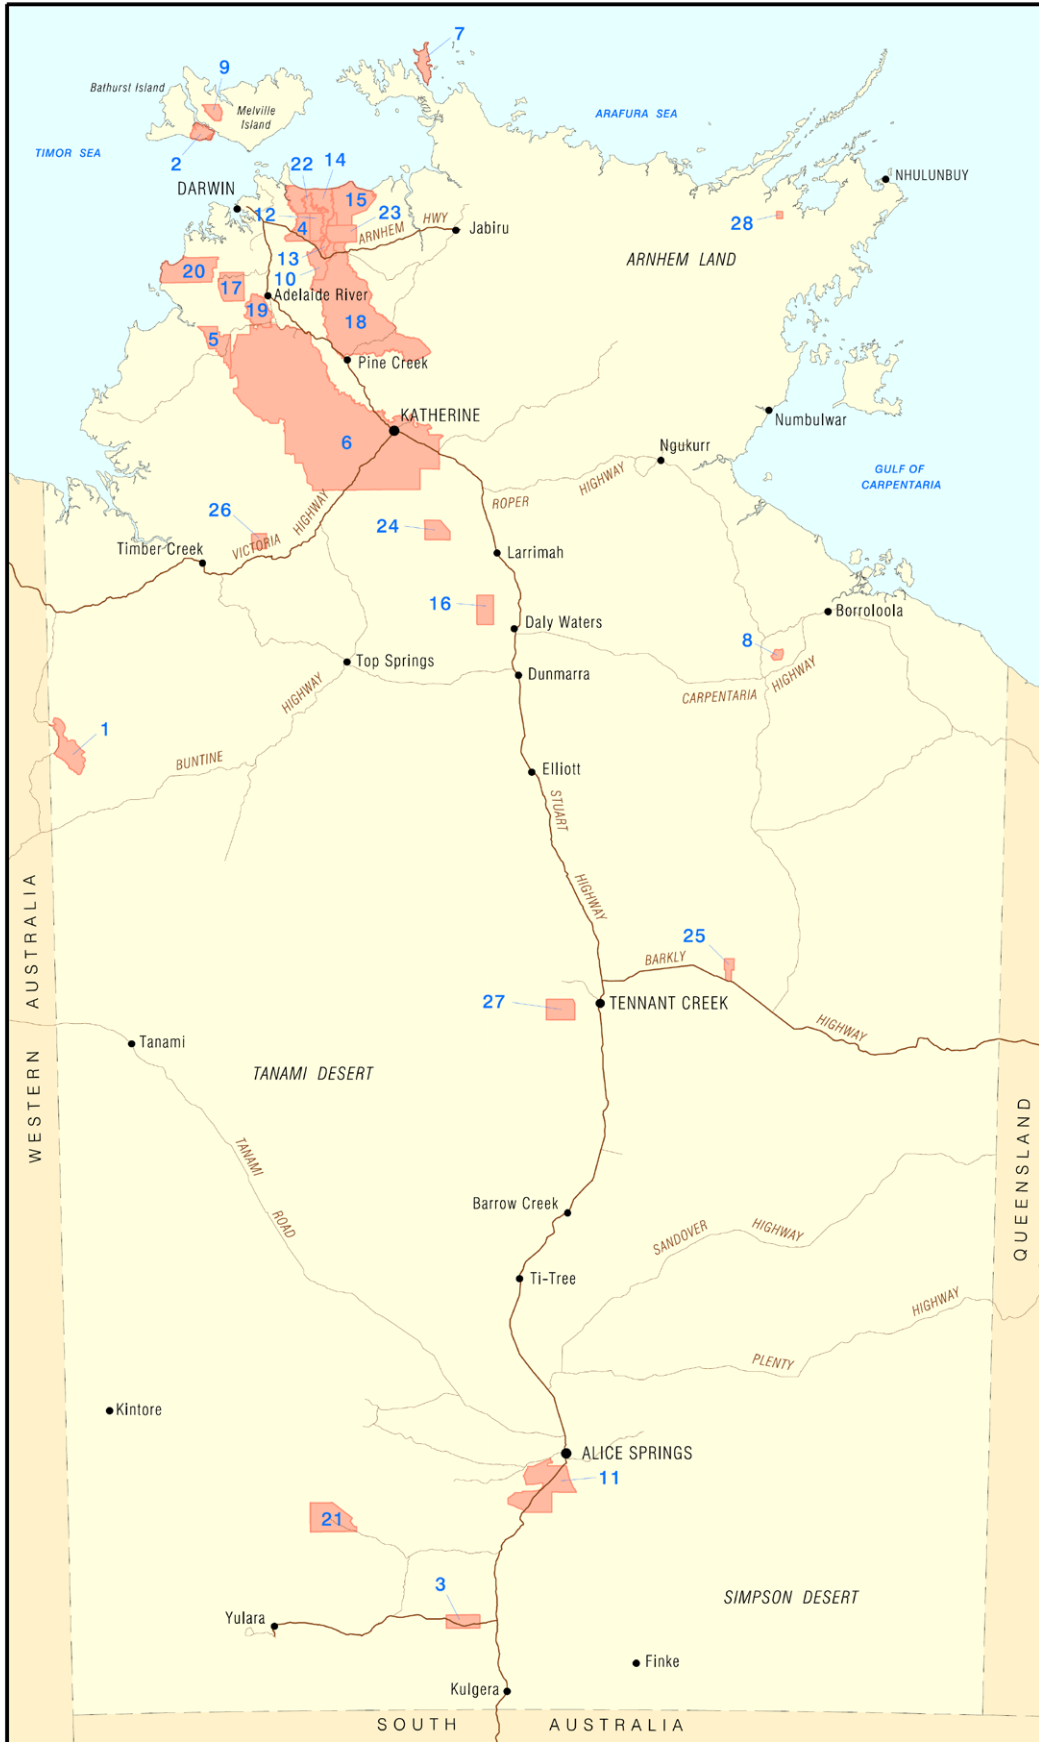 7
9
Bathurst Island
Melville
Island
ARAFURA SEA
TIMOR SEA
2
22
14
DARWIN
15
NHULUNBUY
12
4
23
28
HWY
ARNHEM
Jabiru
13
ARNHEM LAND
20
10
17
Adelaide River
19
18
5
Pine Creek
KATHERINE
Numbulwar
6
Ngukurr
GULF OF
CARPENTARIA
HIGHWAY
ROPER
26
HIGHWAY
24
VICTORIA
Timber Creek
Larrimah
16
Daly Waters
Borroloola
8
Top Springs
Dunmarra
HIGHWAY
CARPENTARIA
HIGHWAY
1
BUNTINE
Elliott
STUART
HIGHWAY
WESTERN AUSTRALIA
25
BARKLY
27
TENNANT CREEK
HIGHWAY
Tanami
TANAMI DESERT
QUEENSLAND
TANAMI
ROAD
Barrow Creek
SANDOVER
HIGHWAY
Ti-Tree
HIGHWAY
PLENTY
Kintore
ALICE SPRINGS
11
21
3
SIMPSON DESERT
Yulara
Finke
Kulgera
SOUTH AUSTRALIA